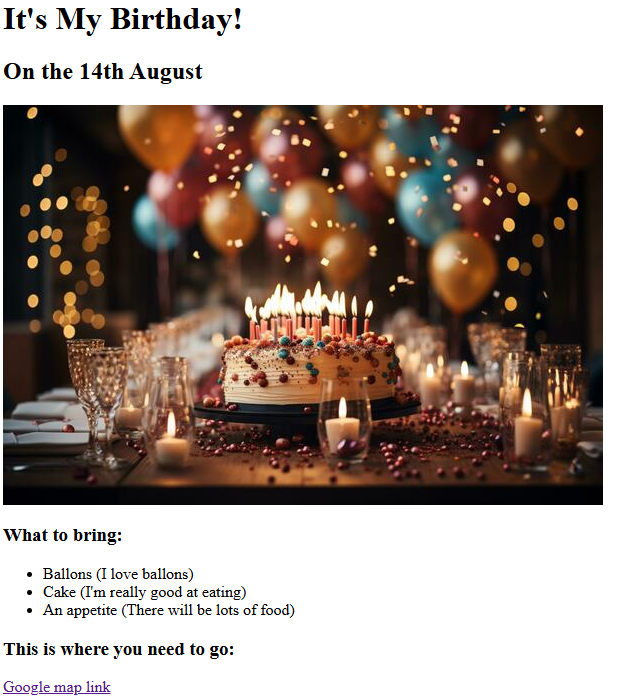 It's My Birthday!
On the 14th August
What to bring:
Ballons (I love ballons)
Cake (I'm really good at eating)
An appetite (There will be lots of food)
This is where you need to go:
Google map link